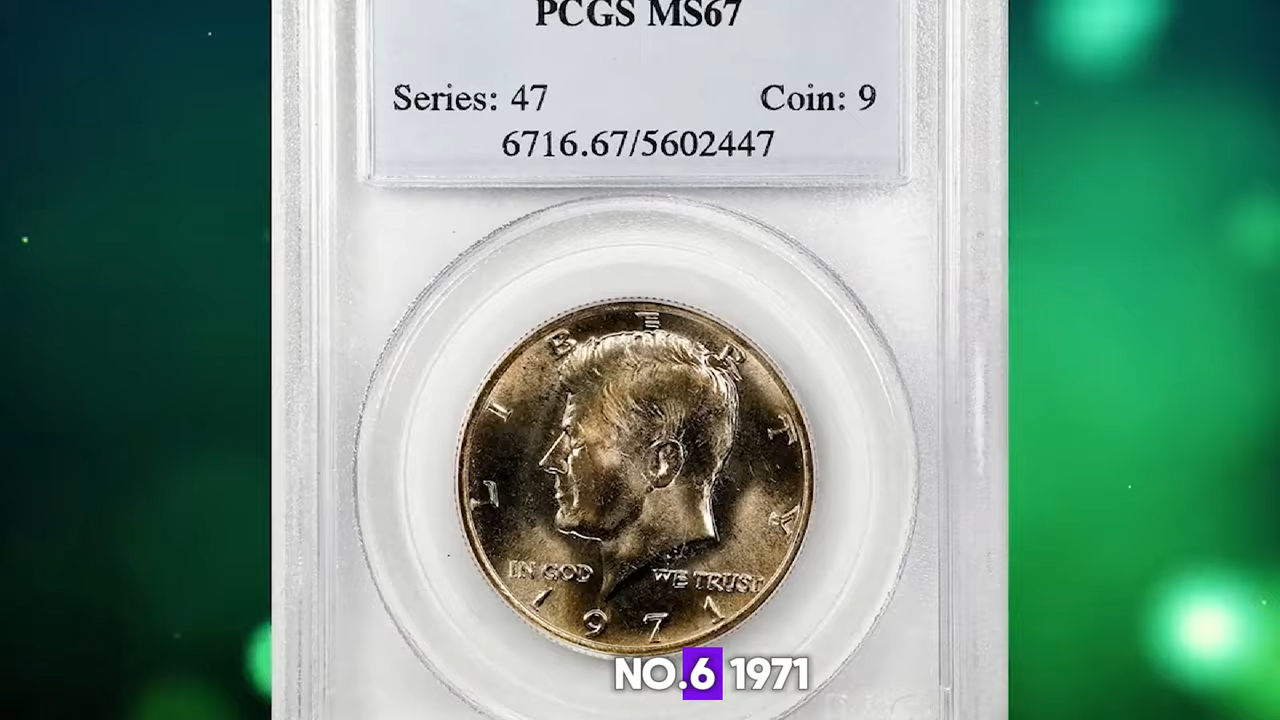 PCGS MS67
Series: 47 Coin: 9
6716.67/5602447
LIBERTY
IN GOD WE TRUST
1971
NO.6 1971